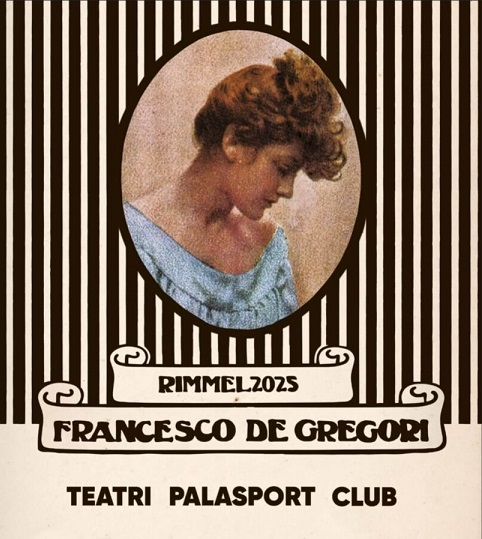 RIMMEL2025
FRANCESCO DE GREGORI
TEATRI PALASPORT CLUB